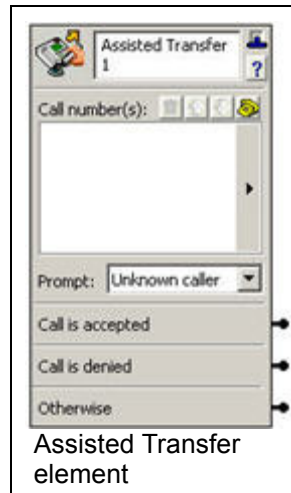 Assisted Transfer
1
?
Call number(s):
Prompt: Unknown caller
Call is accepted
Call is denied
Otherwise
Assisted Transfer
element